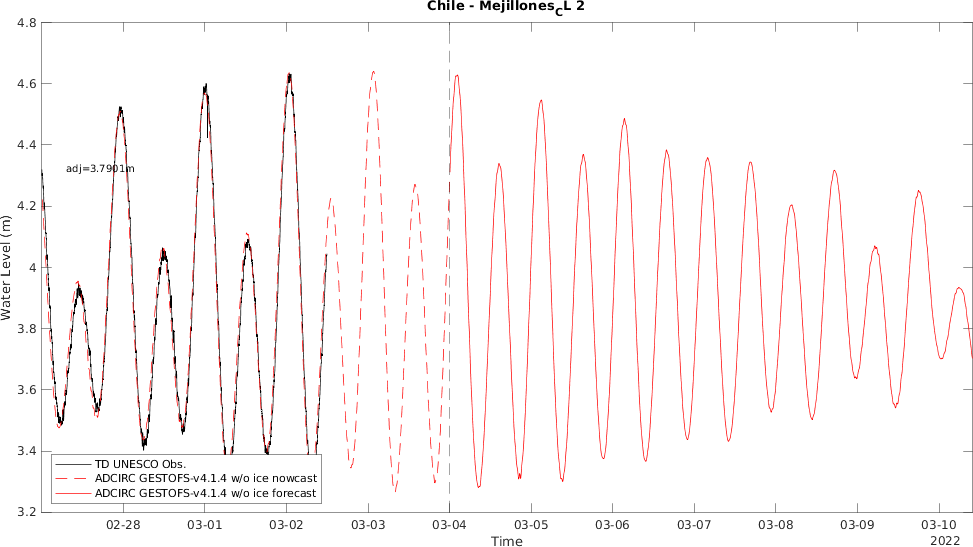 Chile - Mejillones_CL 2
4.8
4.6
4.4
4.2
4
3.8
3.6
3.4
3.2
Water Level (m)
adj=3.7901m
TD UNESCO Obs.
ADCIRC GESTOFS-v4.1.4 w/o ice nowcast
ADCIRC GESTOFS-v4.1.4 w/o ice forecast
02-28 03-01 03-02 03-03 03-04 03-05 03-06 03-07 03-08 03-09 03-10
Time
2022